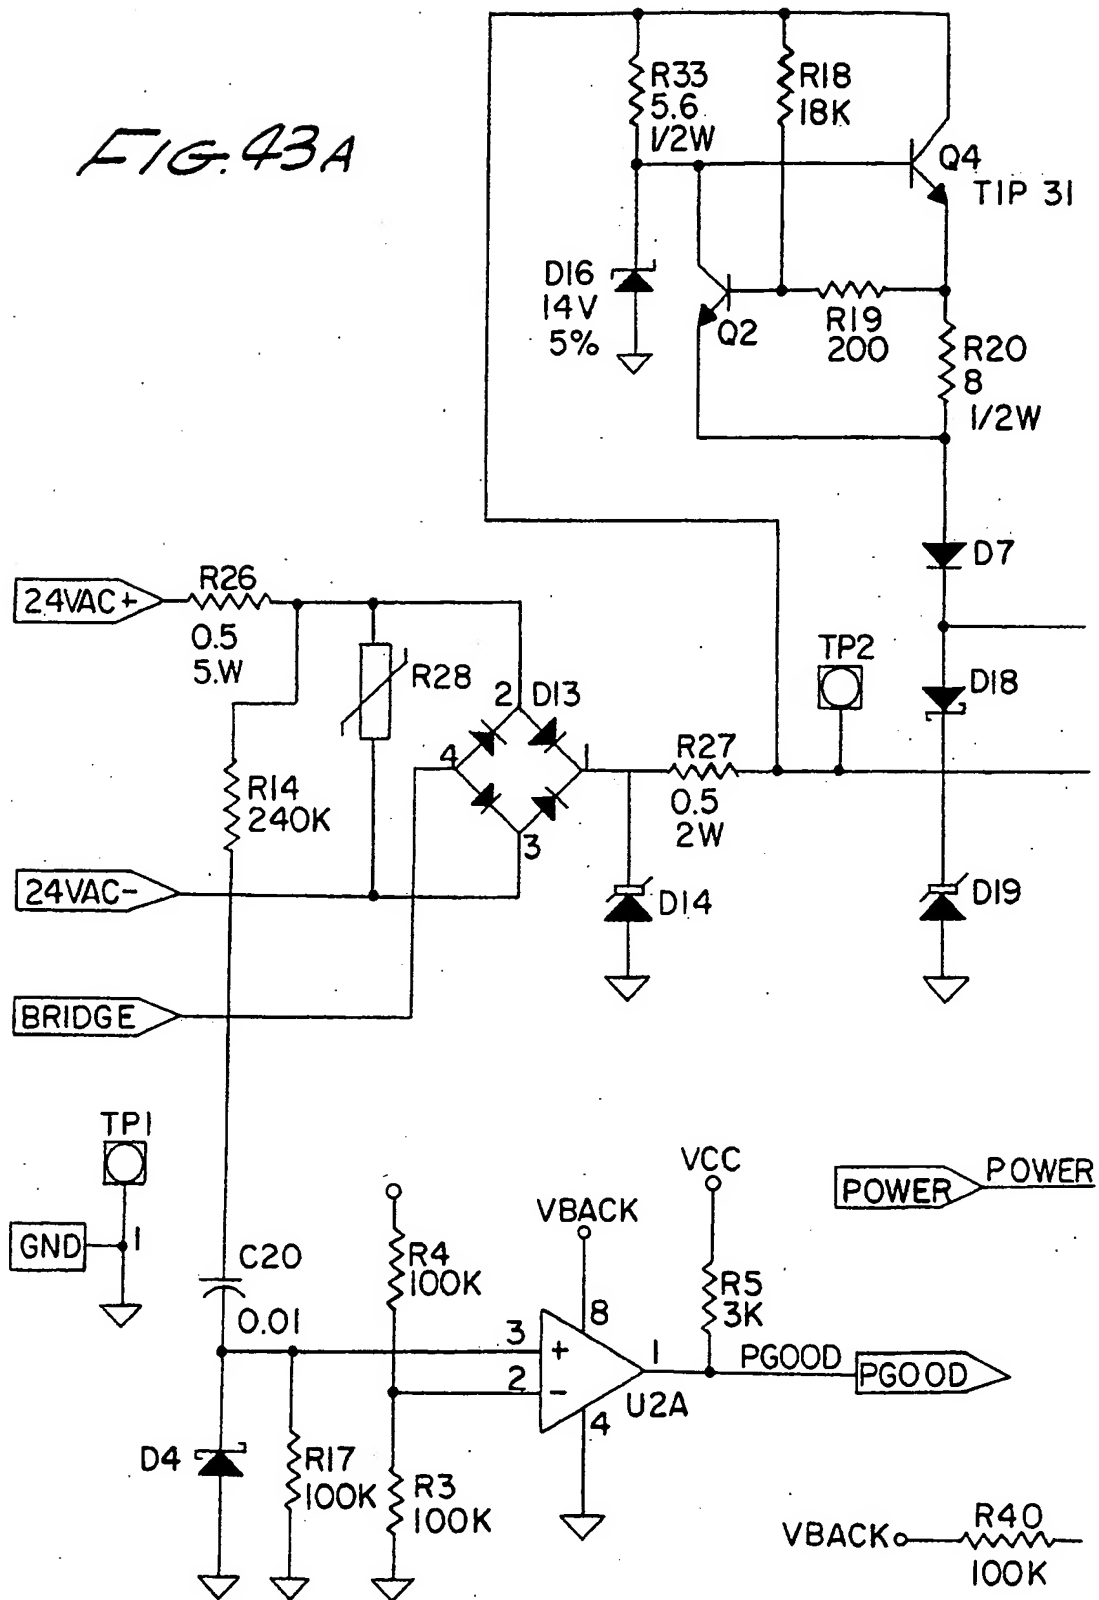 FIG. 43A
R33
5.6
1/2W
R18
18K
Q4
TIP 31
D16
14V
5%
Q2
R19
200
R20
8
1/2W
D7
24VAC+
R26
0.5
5.W
R28
2
D13
4
1
3
R14
240K
24VAC-
R27
0.5
2W
TP2
D18
D14
D19
BRIDGE
TP1
GND
1
C20
0.01
R4
100K
VBACK
8
VCC
R5
3K
POWER
POWER
3
+
2
-
1
U2A
4
PGOOD
PGOOD
D4
R17
100K
R3
100K
VBACK
R40
100K